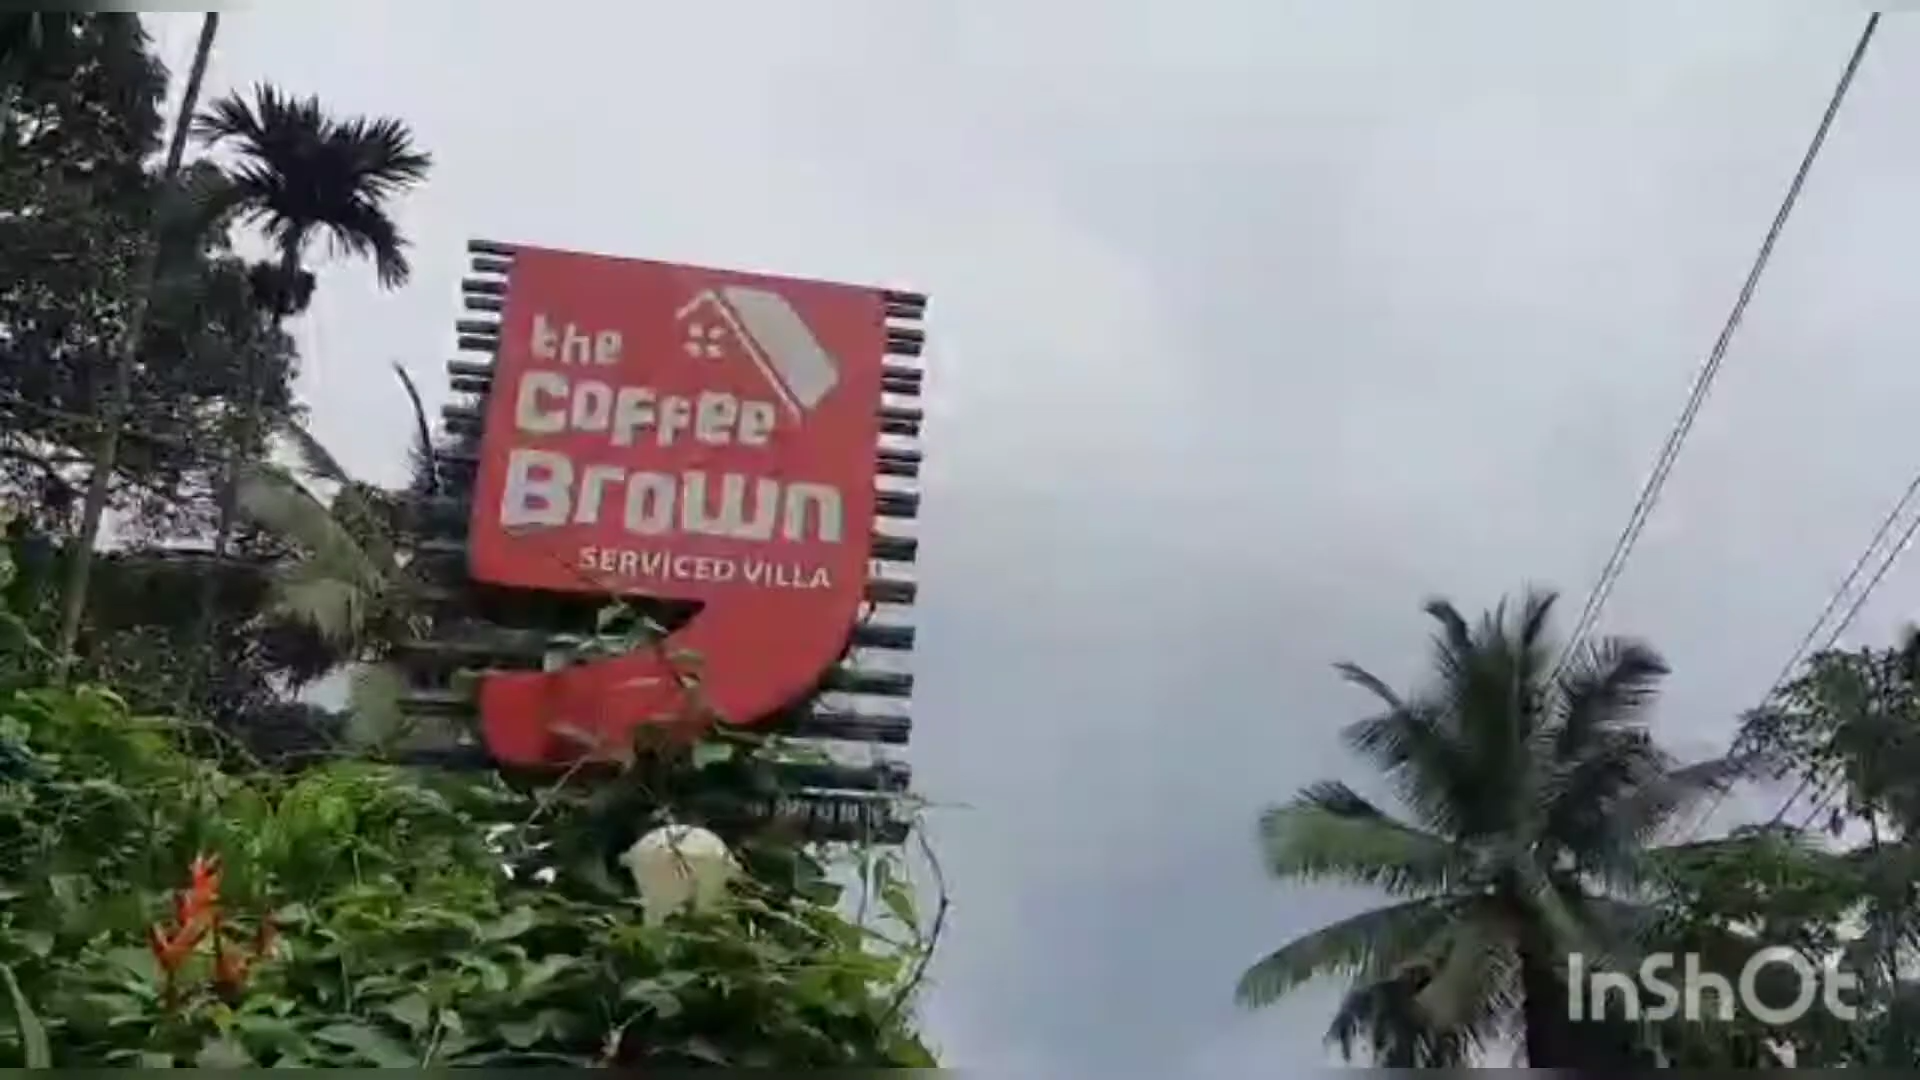 the
Coffee
Brown
SERVICED VILLA
InShOt